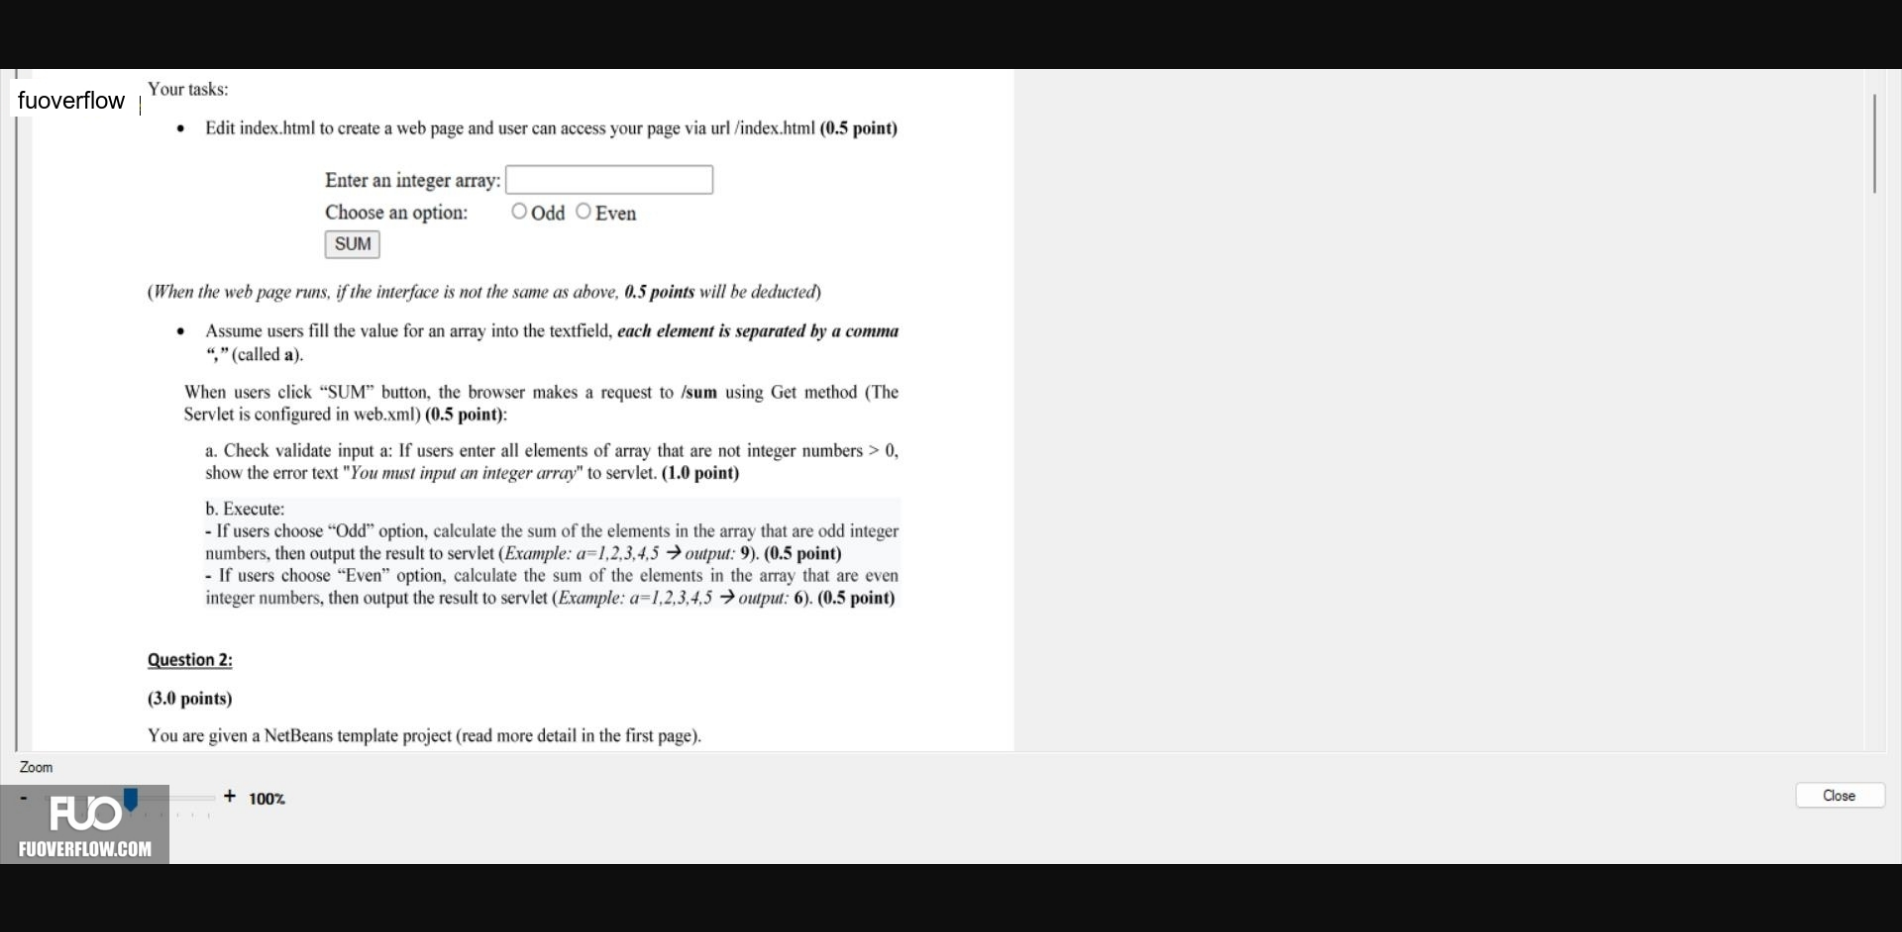 fuoverflow
Your tasks:
• Edit index.html to create a web page and user can access your page via url /index.html (0.5 point)
Enter an integer array:
Choose an option: Odd Even
SUM
(When the web page runs, if the interface is not the same as above, 0.5 points will be deducted)
• Assume users fill the value for an array into the textfield, each element is separated by a comma
“,” (called a).
When users click “SUM” button, the browser makes a request to /sum using Get method (The
Servlet is configured in web.xml) (0.5 point):
a. Check validate input a: If users enter all elements of array that are not integer numbers > 0,
show the error text "You must input an integer array" to servlet. (1.0 point)
b. Execute:
- If users choose “Odd” option, calculate the sum of the elements in the array that are odd integer
numbers, then output the result to servlet (Example: a=1,2,3,4,5 → output: 9). (0.5 point)
- If users choose “Even” option, calculate the sum of the elements in the array that are even
integer numbers, then output the result to servlet (Example: a=1,2,3,4,5 → output: 6). (0.5 point)
Question 2:
(3.0 points)
You are given a NetBeans template project (read more detail in the first page).
Zoom
- + 100%
Close
FUO
FUOVERFLOW.COM